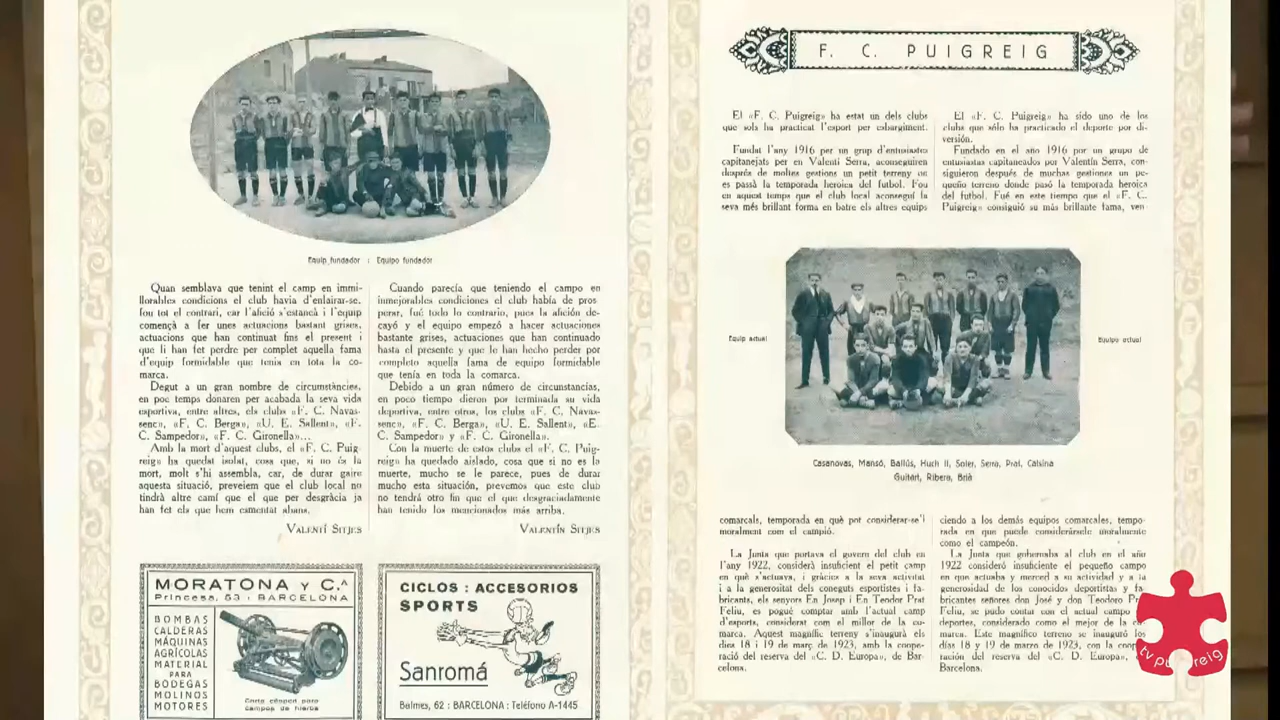 Equip fundador : Equipo fundador
Quan semblava que tenint el camp en immi-
llorables condicions el club havia d'enlairar-se,
fou tot el contrari, car l'afició s'estancà i l'equip
començà a fer unes actuacions bastant grises,
actuacions que han continuat fins el present i
que li han fet perdre per complet aquella fama
d'equip formidable que tenia en tota la co-
marca.
Degut a un gran nombre de circumstàncies,
en poc temps donaren per acabada la seva vida
esportiva, entre altres, els clubs «F. C. Navas-
senc», «F. C. Berga», «U. E. Sallent», «F.
C. Sampedor», «F. C. Gironella»...
Amb la mort d'aquest clubs, el «F. C. Puig-
reig» ha quedat isolat, cosa que, si no és la
mort, molt s'hi assembla, car, de durar gaire
aquesta situació, preveiem que el club local no
tindrà altre camí que el que per desgràcia ja
han fet els que hem esmentat abans.
VALENTÍ SITJES
Cuando parecía que teniendo el campo en
inmejorables condiciones el club había de pros-
perar, fué todo lo contrario, pues la afición de-
cayó y el equipo empezó a hacer actuaciones
bastante grises, actuaciones que han continuado
hasta el presente y que le han hecho perder por
completo aquella fama de equipo formidable
que tenía en toda la comarca.
Debido a un gran número de circunstancias,
en poco tiempo dieron por terminada su vida
deportiva, entre otros, los clubs «F. C. Navas-
senc», «F. C. Berga», «U. E. Sallent», «E.
C. Sampedor» y «F. C. Gironella».
Con la muerte de estos clubs el «F. C. Puig-
reig» ha quedado aislado, cosa que si no es la
muerte, mucho se le parece, pues de durar
mucho esta situación, prevemos que este club
no tendrá otro fin que el que desgraciadamente
han tenido los mencionados más arriba.
VALENTÍN SITJES
MORATONA Y C.ª
Princesa, 53 : BARCELONA
BOMBAS
CALDERAS
MÁQUINAS
AGRÍCOLAS
MATERIAL
PARA
BODEGAS
MOLINOS
MOTORES
Corta césped para
campos de hierba
CICLOS : ACCESORIOS
SPORTS
Sanromá
Balmes, 62 : BARCELONA : Teléfono A-1445
F. C. PUIGREIG
El «F. C. Puigreig» ha estat un dels clubs
que sols ha practicat l'esport per esbargiment.
Fundat l'any 1916 per un grup d'entusiastes
capitanejats per en Valentí Serra, aconseguiren
després de moltes gestions un petit terreny on
es passà la temporada heroica del futbol. Fou
en aquest temps que el club local aconseguí la
seva més brillant forma en batre els altres equips
El «F. C. Puigreig» ha sido uno de los
clubs que sólo ha practicado el deporte por di-
versión.
Fundado en el año 1916 por un grupo de
entusiastas capitaneados por Valentín Serra, con-
siguieron después de muchas gestiones un pe-
queño terreno donde pasó la temporada heroica
del futbol. Fué en este tiempo que el «F. C.
Puigreig» consiguió su más brillante fama, ven-
Equip actual
Equipo actual
Casanovas, Mansó, Ballús, Huch II, Soler, Serra, Prat, Calsina
Guitart, Ribera, Brià
comarcals, temporada en què pot considerar-se'l
moralment com el campió.
La Junta que portava el govern del club en
l'any 1922, considerà insuficient el petit camp
en què s'actuava, i gràcies a la seva activitat
i a la generositat dels coneguts esportistes i fa-
bricants, els senyors En Josep i En Teodor Prat
Feliu, es pogué comptar amb l'actual camp
d'esports, considerat com el millor de la co-
marca. Aquest magnífic terreny s'inaugurà els
dies 18 i 19 de març de 1923, amb la coope-
ració del reserva del «C. D. Europa», de Bar-
celona.
ciendo a los demás equipos comarcales, tempo-
rada en que puede considerársele moralmente
como el campeón.
La Junta que gobernaba al club en el año
1922 consideró insuficiente el pequeño campo
en que actuaba y merced a su actividad y a la
generosidad de los conocidos deportistas y fa-
bricantes señores don José y don Teodoro Pr
Feliu, se pudo contar con el actual campo
deportes, considerado como el mejor de la
marca. Este magnífico terreno se inauguró los
días 18 y 19 de marzo de 1923, con la coop
ración del reserva del «C. D. Europa»,
Barcelona.
tv puigreig